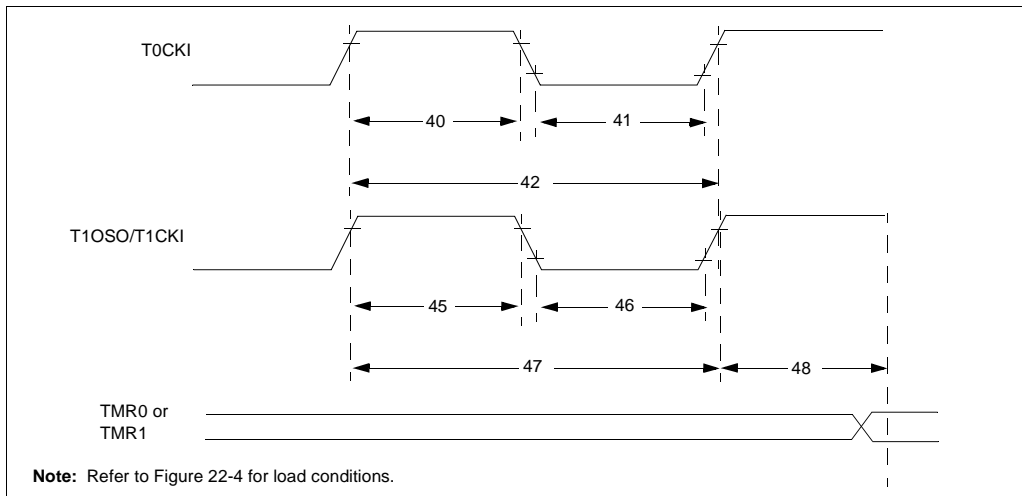 T0CKI
40
41
42
T1OSO/T1CKI
45
46
47
48
TMR0 or
TMR1
Note: Refer to Figure 22-4 for load conditions.